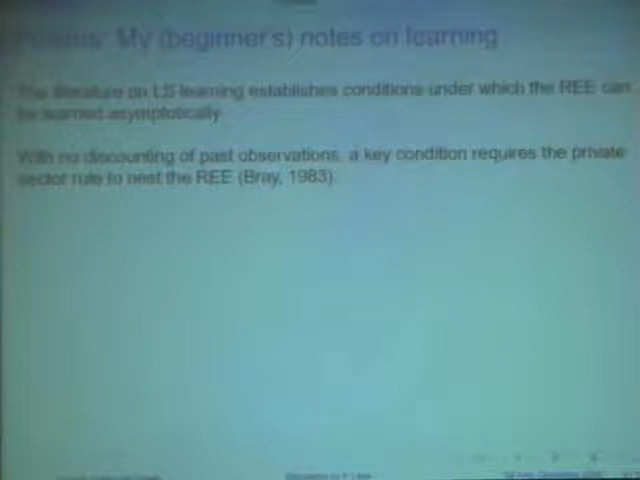 My (beginner's) notes on learning
The literature on LS-learning establishes conditions under which the REE can
be learned asymptotically.
With no discounting of past observations, a key condition requires the private
sector rule to nest the REE (Bray, 1983).